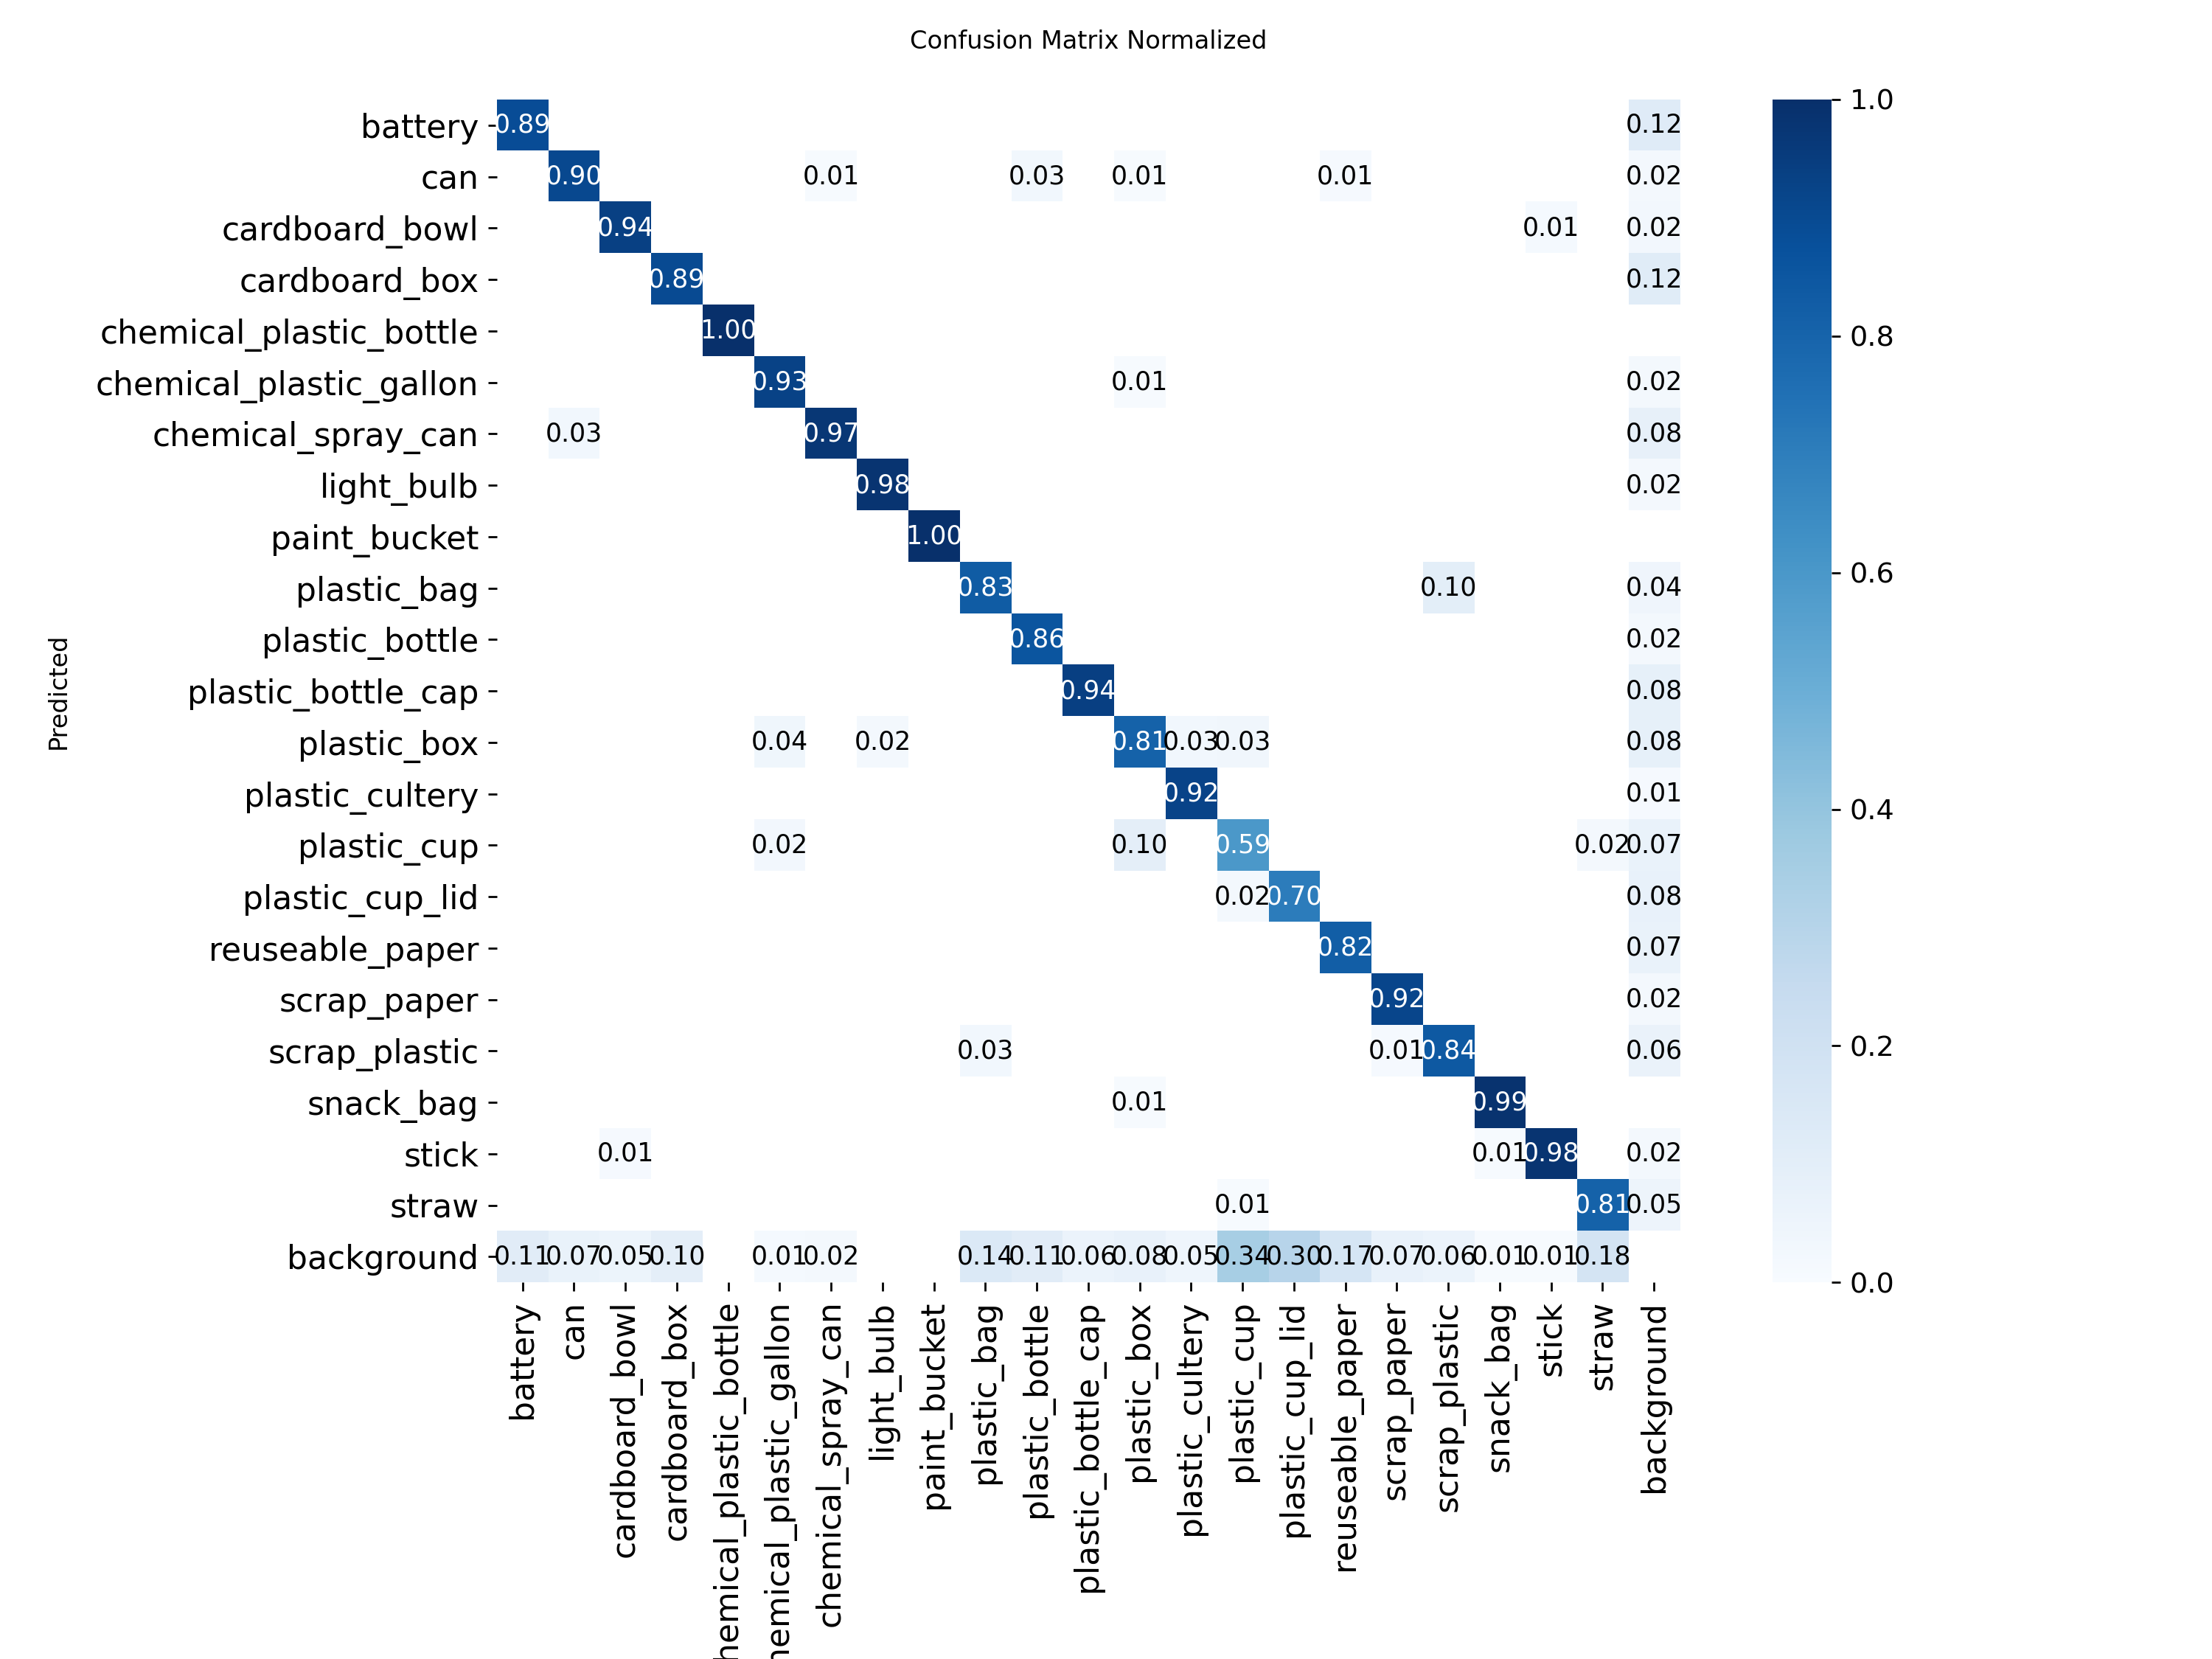 Confusion Matrix Normalized
Predicted
battery 0.89 0.12
can 0.90 0.01 0.03 0.01 0.01 0.02
cardboard_bowl 0.94 0.01 0.02
cardboard_box 0.89 0.12
chemical_plastic_bottle 1.00
chemical_plastic_gallon 0.93 0.01 0.02
chemical_spray_can 0.03 0.97 0.08
light_bulb 0.98 0.02
paint_bucket 1.00
plastic_bag 0.83 0.10 0.04
plastic_bottle 0.86 0.02
plastic_bottle_cap 0.94 0.08
plastic_box 0.04 0.02 0.81 0.03 0.03 0.08
plastic_cultery 0.92 0.01
plastic_cup 0.02 0.10 0.59 0.02 0.07
plastic_cup_lid 0.02 0.70 0.08
reuseable_paper 0.82 0.07
scrap_paper 0.92 0.02
scrap_plastic 0.03 0.01 0.84 0.06
snack_bag 0.01 0.99
stick 0.01 0.01 0.98 0.02
straw 0.01 0.81 0.05
background 0.11 0.07 0.05 0.10 0.01 0.02 0.14 0.11 0.06 0.08 0.05 0.34 0.30 0.17 0.07 0.06 0.01 0.01 0.18
battery
can
cardboard_bowl
cardboard_box
hemical_plastic_bottle
hemical_plastic_gallon
chemical_spray_can
light_bulb
paint_bucket
plastic_bag
plastic_bottle
plastic_bottle_cap
plastic_box
plastic_cultery
plastic_cup
plastic_cup_lid
reuseable_paper
scrap_paper
scrap_plastic
snack_bag
stick
straw
background
1.0
0.8
0.6
0.4
0.2
0.0